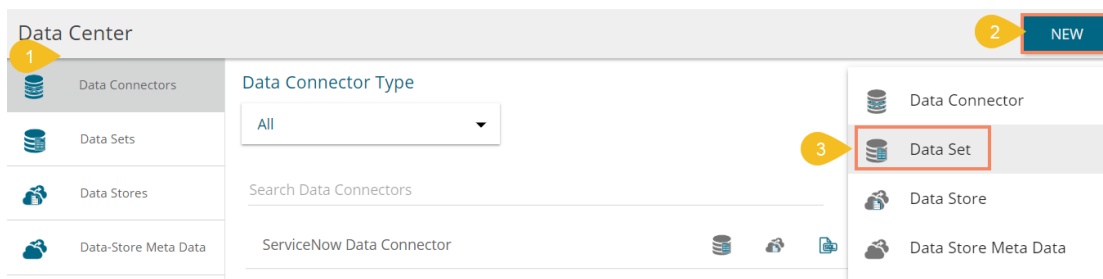 Data Center
2
NEW
1
Data Connectors
Data Connector Type
Data Connector
All
Data Sets
3
Data Set
Data Stores
Search Data Connectors
Data Store
Data-Store Meta Data
ServiceNow Data Connector
Data Store Meta Data